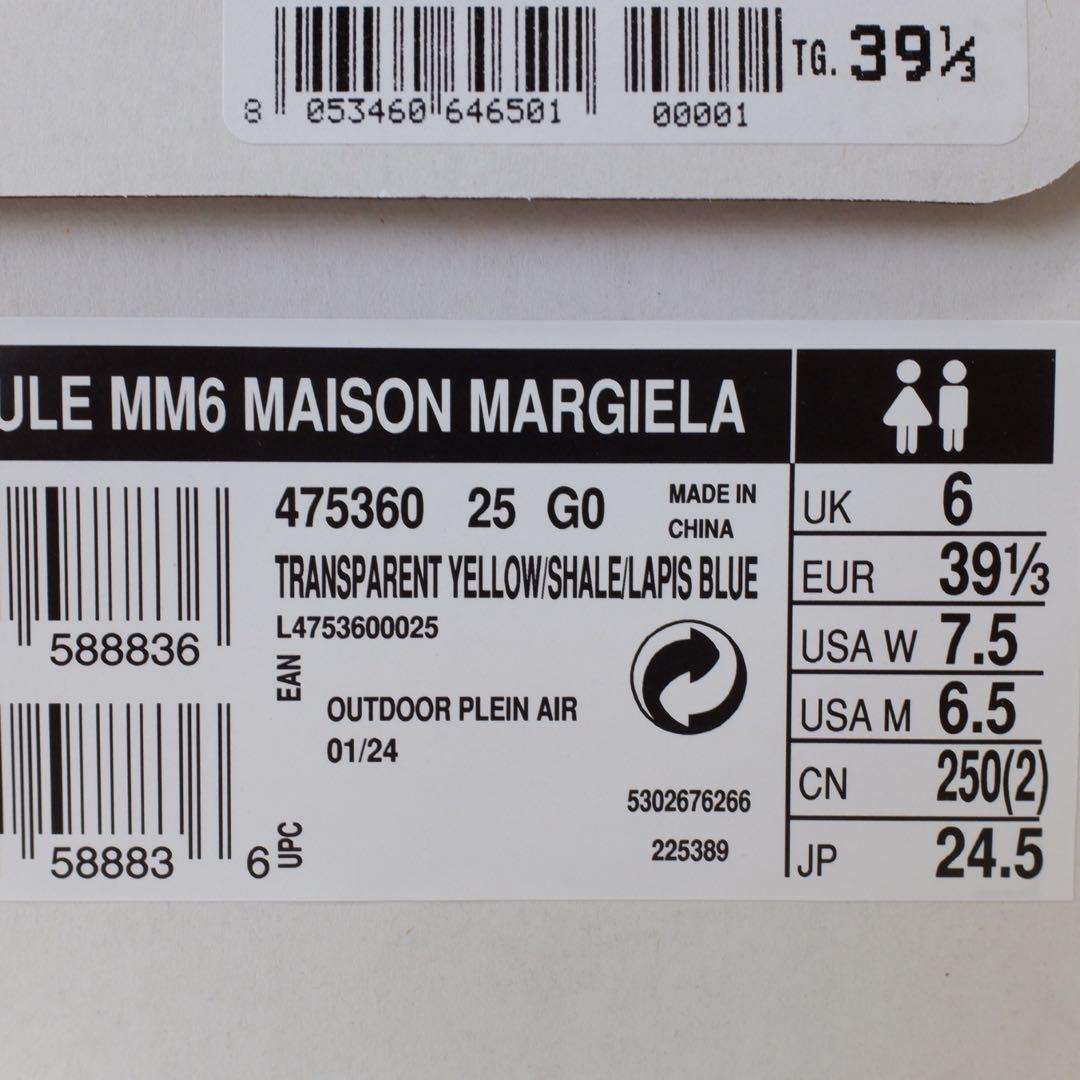 TG. 39⅓
8 053460 646501 00001
ULE MM6 MAISON MARGIELA
475360 25 G0
MADE IN
CHINA
TRANSPARENT YELLOW/SHALE/LAPIS BLUE
L4753600025
588836
EAN
OUTDOOR PLEIN AIR
01/24
5302676266
225389
58883 6
UPC
UK 6
EUR 39⅓
USA W 7.5
USA M 6.5
CN 250(2)
JP 24.5